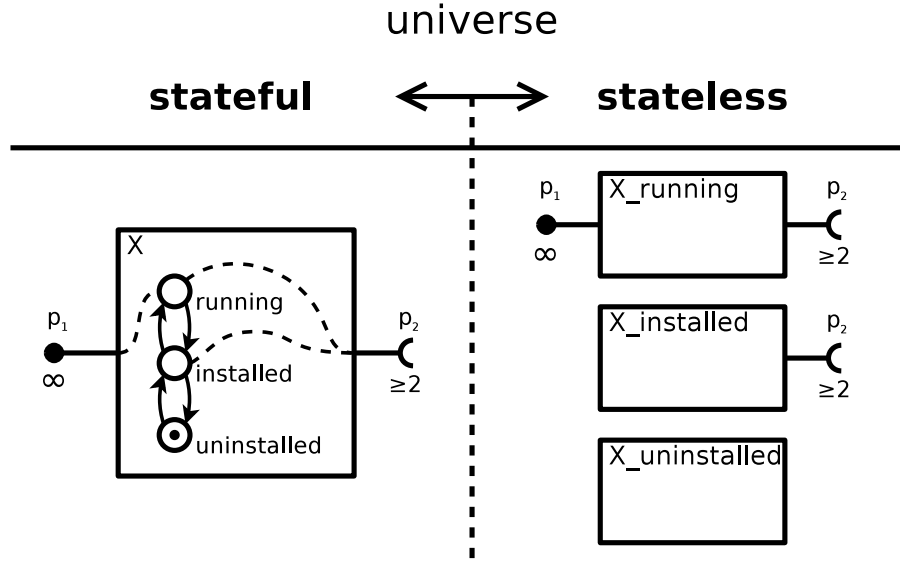 universe
stateful
stateless
X
running
installed
uninstalled
p₁
∞
p₂
≥2
X_running
p₁
∞
p₂
≥2
X_installed
p₂
≥2
X_uninstalled